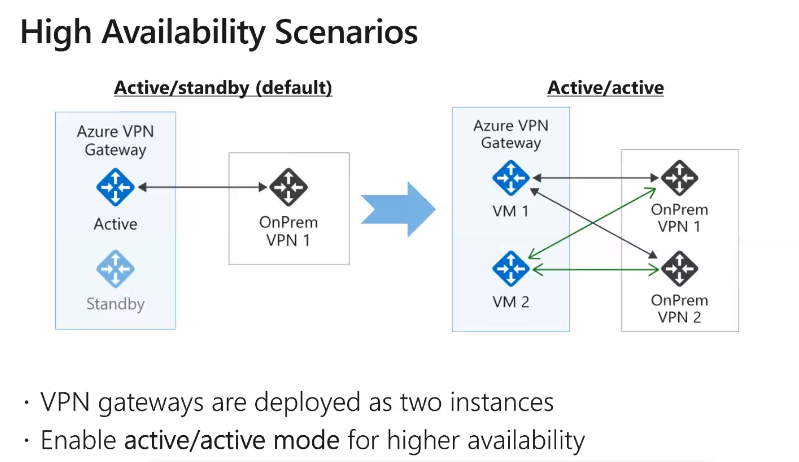 High Availability Scenarios
Active/standby (default)
Azure VPN
Gateway
Active
Standby
OnPrem
VPN 1
Active/active
Azure VPN
Gateway
VM 1
VM 2
OnPrem
VPN 1
OnPrem
VPN 2
· VPN gateways are deployed as two instances
· Enable active/active mode for higher availability